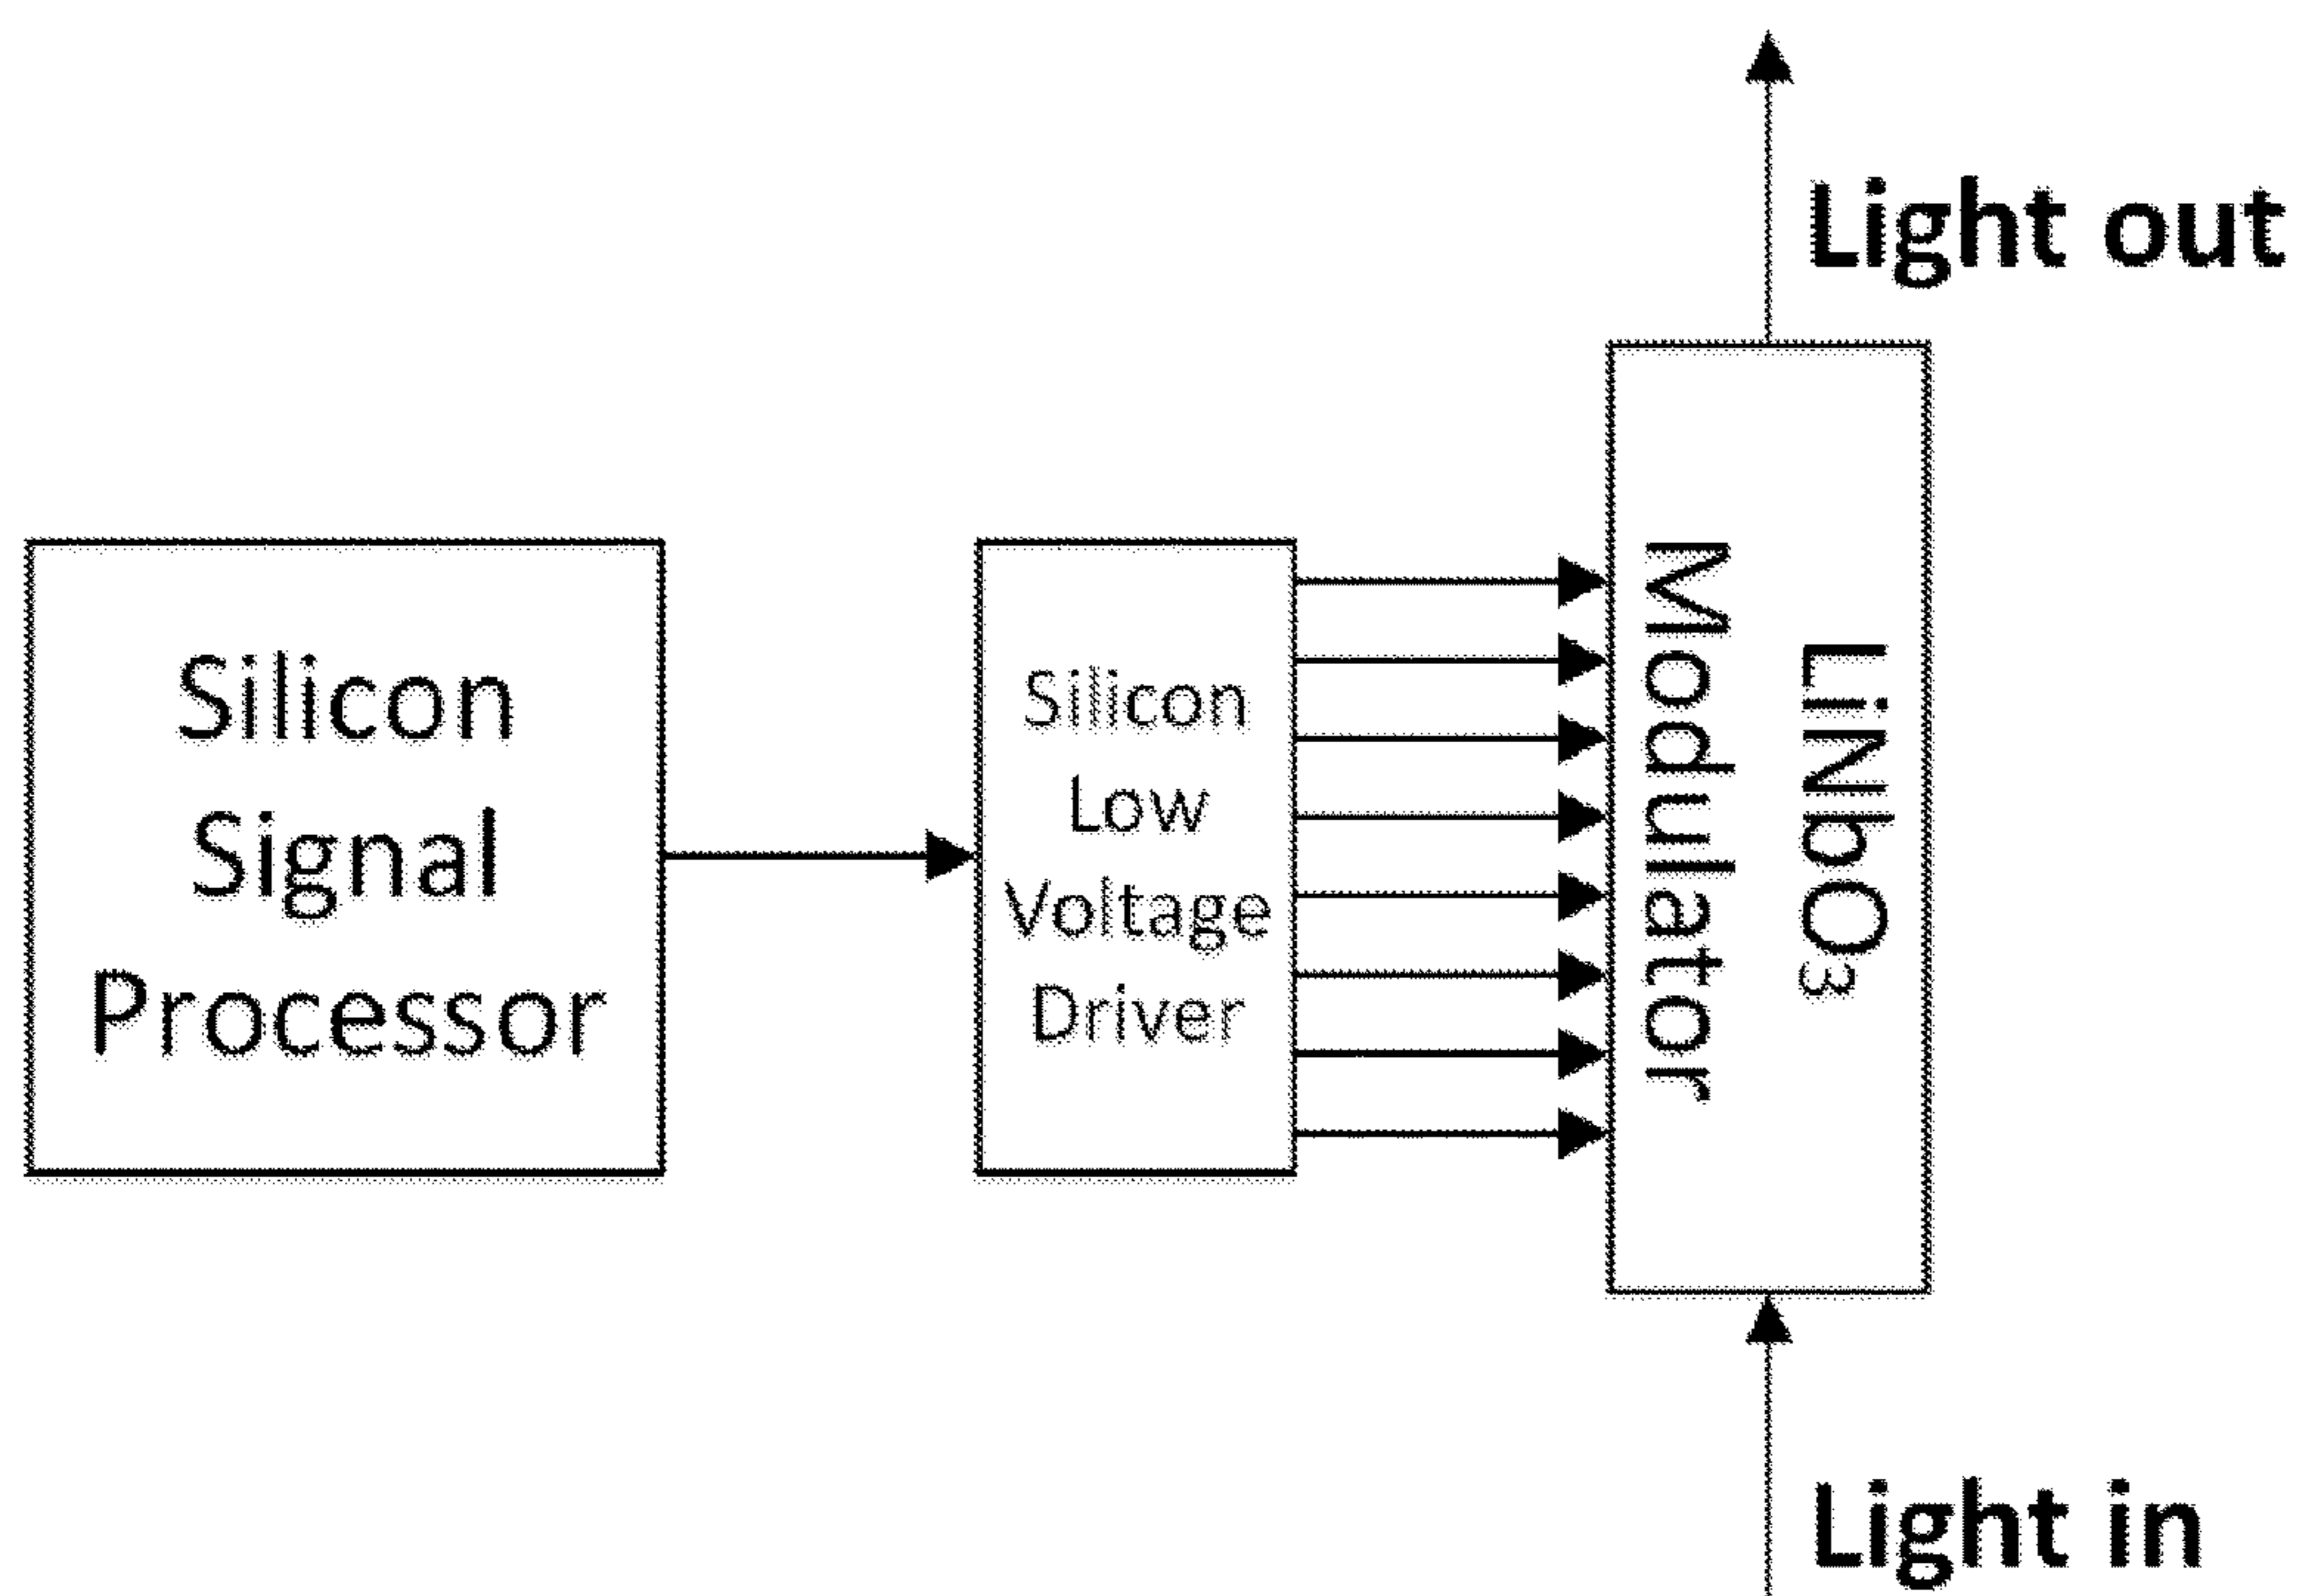 Light out
Silicon
Signal
Processor
Silicon
Low
Voltage
Driver
LiNbO₃
Modulator
Light in